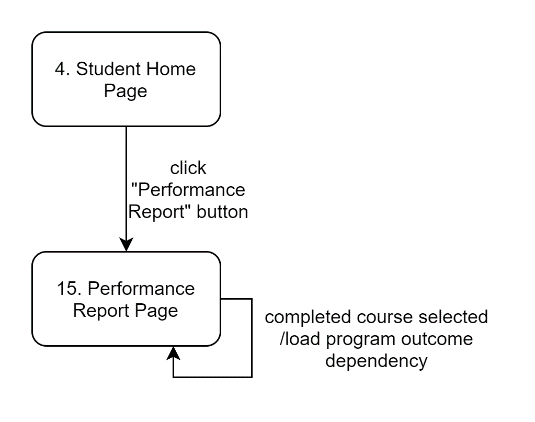 4. Student Home
Page
click
"Performance
Report" button
15. Performance
Report Page
completed course selected
/load program outcome
dependency